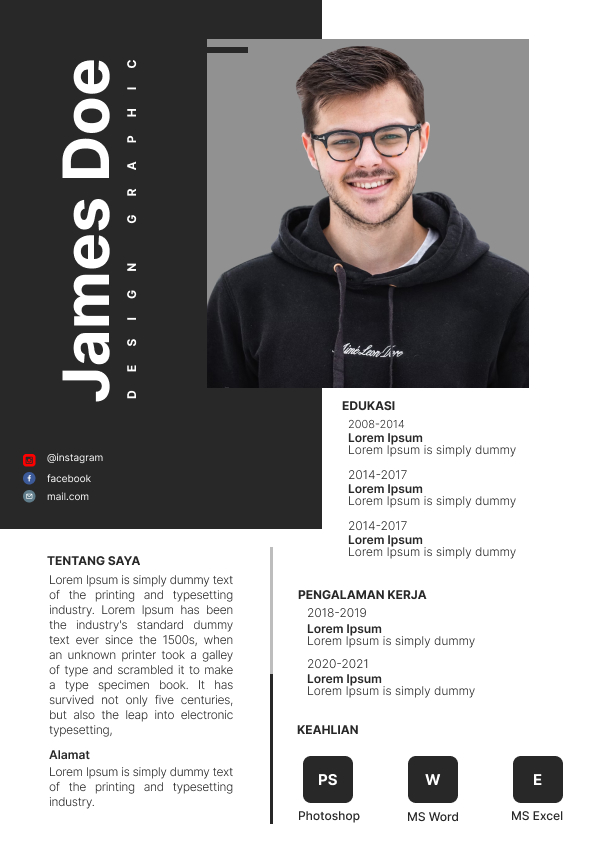 James Doe
DESIGN GRAPHIC
Aimé Leon Dore
@instagram
facebook
mail.com
EDUKASI
2008-2014
Lorem Ipsum
Lorem Ipsum is simply dummy
2014-2017
Lorem Ipsum
Lorem Ipsum is simply dummy
2014-2017
Lorem Ipsum
Lorem Ipsum is simply dummy
TENTANG SAYA
Lorem Ipsum is simply dummy text
of the printing and typesetting
industry. Lorem Ipsum has been
the industry's standard dummy
text ever since the 1500s, when
an unknown printer took a galley
of type and scrambled it to make
a type specimen book. It has
survived not only five centuries,
but also the leap into electronic
typesetting,
Alamat
Lorem Ipsum is simply dummy text
of the printing and typesetting
industry.
PENGALAMAN KERJA
2018-2019
Lorem Ipsum
Lorem Ipsum is simply dummy
2020-2021
Lorem Ipsum
Lorem Ipsum is simply dummy
KEAHLIAN
PS
W
E
Photoshop
MS Word
MS Excel